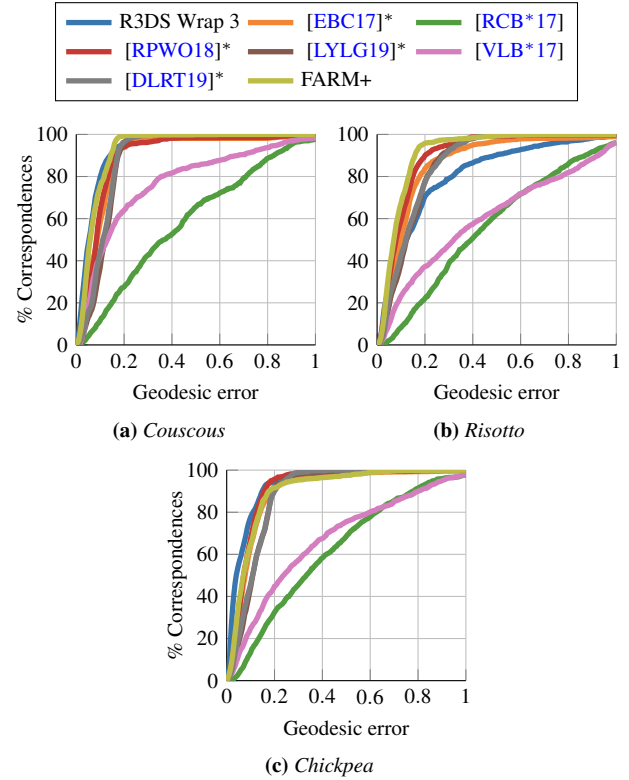 R3DS Wrap 3 [EBC17]* [RCB*17]
[RPWO18]* [LYLG19]* [VLB*17]
[DLRT19]* FARM+
100
80
60
40
20
0
% Correspondences
0 0.2 0.4 0.6 0.8 1
Geodesic error
(a) Couscous
100
80
60
40
20
0
% Correspondences
0 0.2 0.4 0.6 0.8 1
Geodesic error
(b) Risotto
100
80
60
40
20
0
% Correspondences
0 0.2 0.4 0.6 0.8 1
Geodesic error
(c) Chickpea